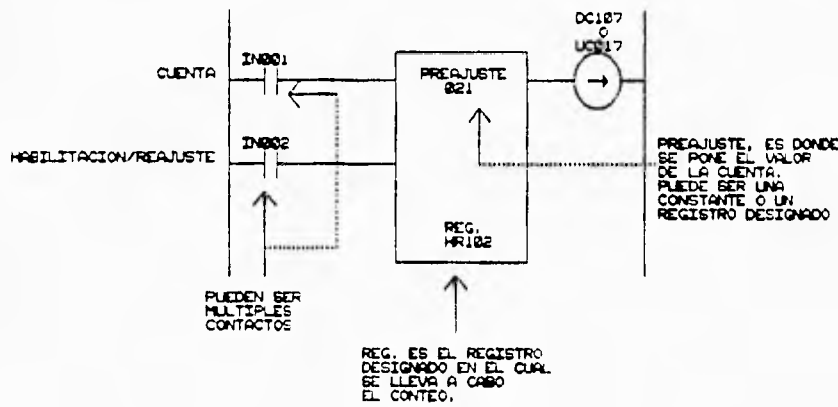 DC107
O
UC017
IN001
CUENTA
PREAJUSTE
021
IN002
HABILITACION/REAJUSTE
PREAJUSTE, ES DONDE
SE PONE EL VALOR
DE LA CUENTA.
PUEDE SER UNA
CONSTANTE O UN
REGISTRO DESIGNADO
REG.
HR102
PUEDEN SER
MULTIPLES
CONTACTOS
REG. ES EL REGISTRO
DESIGNADO EN EL CUAL
SE LLEVA A CABO
EL CONTEO.